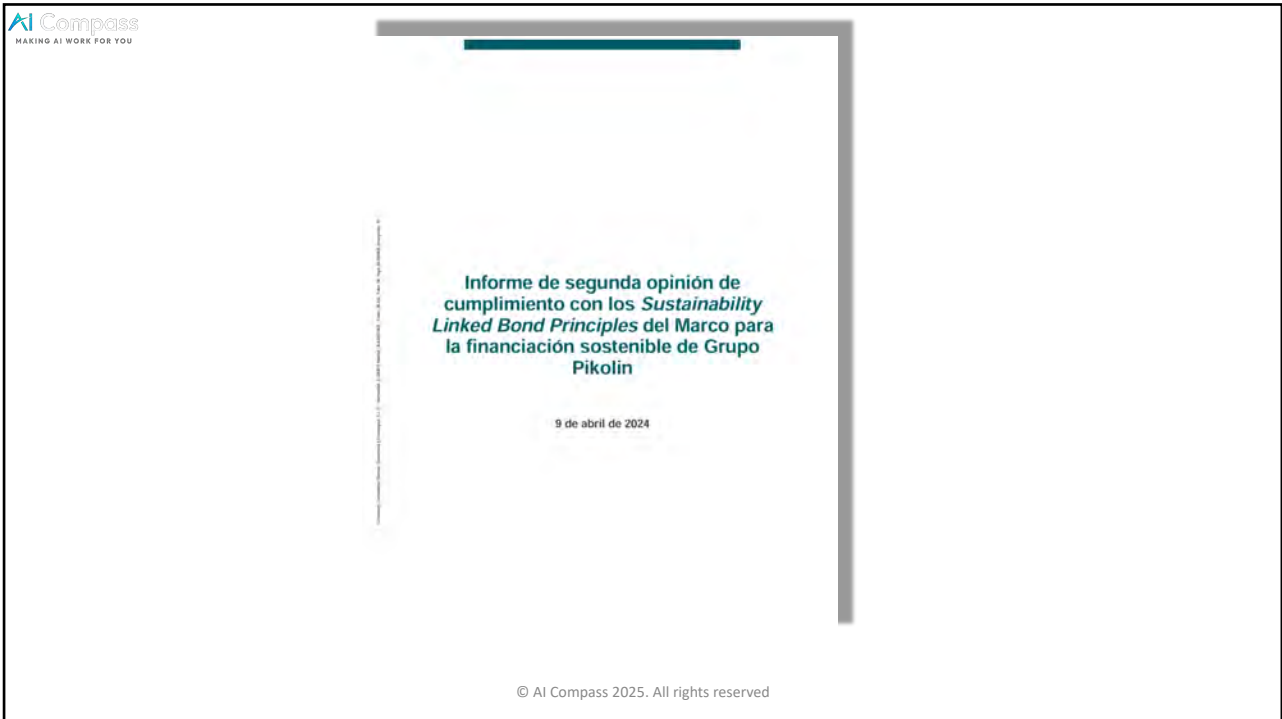 AI Compass
MAKING AI WORK FOR YOU
Informe de segunda opinión de
cumplimiento con los Sustainability
Linked Bond Principles del Marco para
la financiación sostenible de Grupo
Pikolin
9 de abril de 2024
© AI Compass 2025. All rights reserved